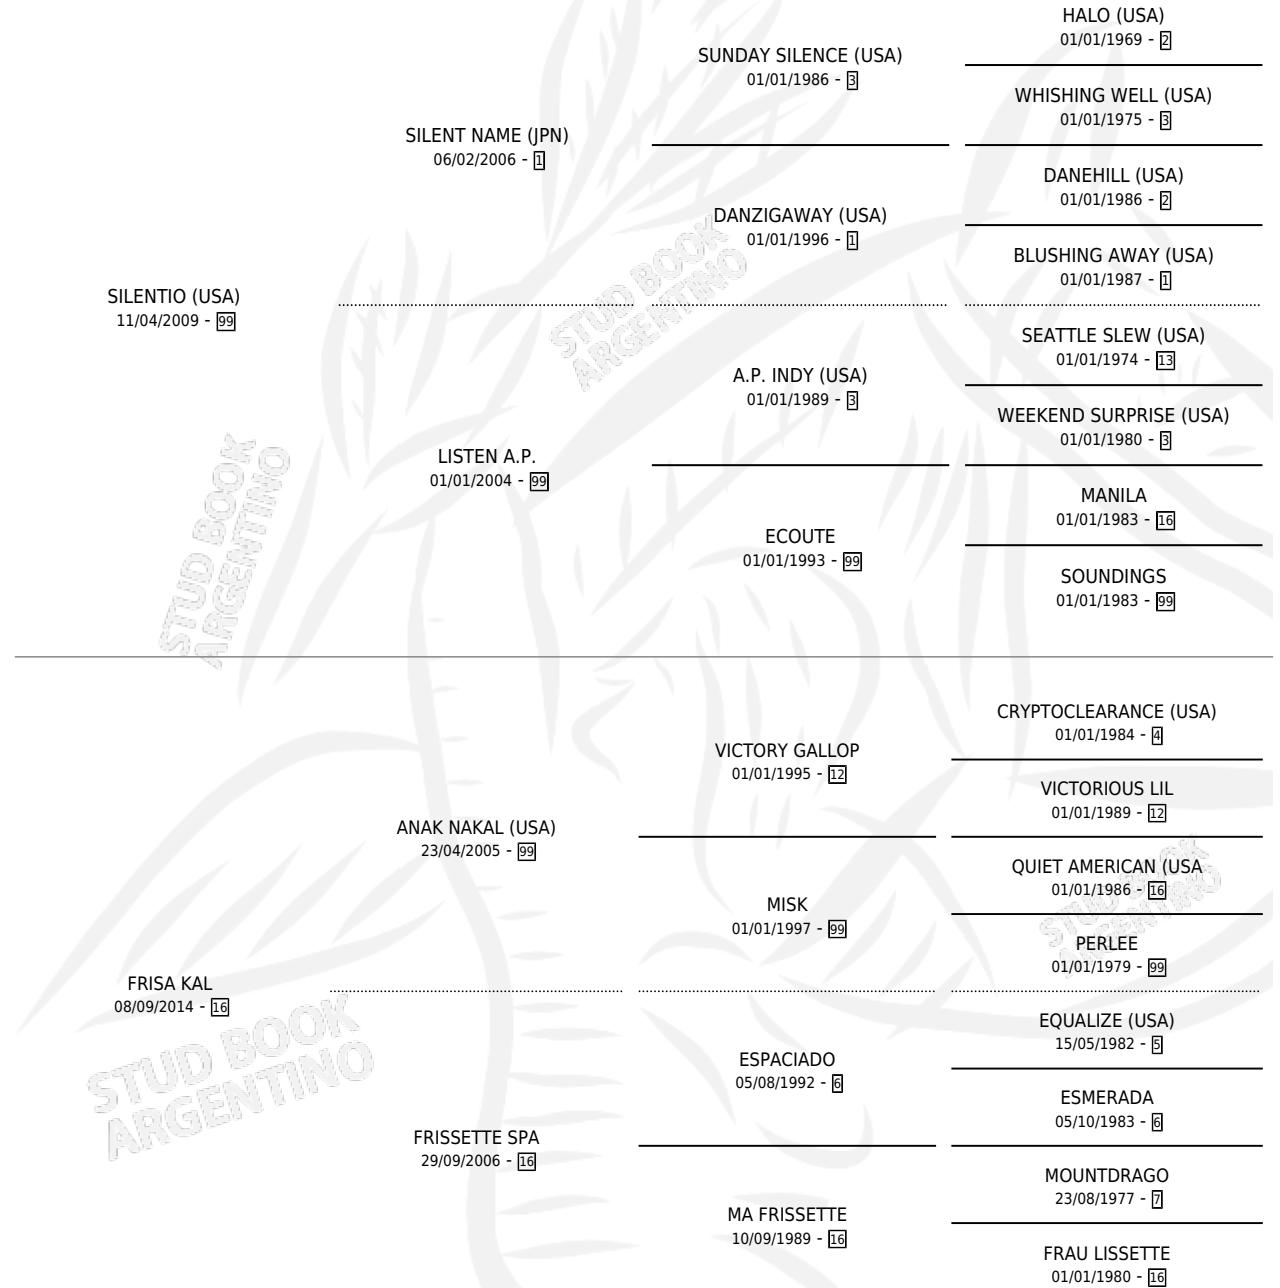 HALO (USA)
01/01/1969 - 2
SUNDAY SILENCE (USA)
01/01/1986 - 3
WHISHING WELL (USA)
01/01/1975 - 3
SILENT NAME (JPN)
06/02/2006 - 1
DANEHILL (USA)
01/01/1986 - 2
DANZIGAWAY (USA)
01/01/1996 - 1
BLUSHING AWAY (USA)
01/01/1987 - 1
SILENTIO (USA)
11/04/2009 - 99
SEATTLE SLEW (USA)
01/01/1974 - 13
A.P. INDY (USA)
01/01/1989 - 3
WEEKEND SURPRISE (USA)
01/01/1980 - 3
LISTEN A.P.
01/01/2004 - 99
MANILA
01/01/1983 - 16
ECOUTE
01/01/1993 - 99
SOUNDINGS
01/01/1983 - 99
STUD BOOK
ARGENTINO
STUD BOOK
ARGENTINO
CRYPTOCLEARANCE (USA)
01/01/1984 - 4
VICTORY GALLOP
01/01/1995 - 12
VICTORIOUS LIL
01/01/1989 - 12
ANAK NAKAL (USA)
23/04/2005 - 99
QUIET AMERICAN (USA
01/01/1986 - 16
MISK
01/01/1997 - 99
PERLEE
01/01/1979 - 99
STUD BOOK
ARGENTINO
FRISA KAL
08/09/2014 - 16
EQUALIZE (USA)
15/05/1982 - 5
ESPACIADO
05/08/1992 - 6
ESMERADA
05/10/1983 - 6
FRISSETTE SPA
29/09/2006 - 16
MOUNTDRAGO
23/08/1977 - 7
MA FRISSETTE
10/09/1989 - 16
FRAU LISSETTE
01/01/1980 - 16
STUD BOOK
ARGENTINO